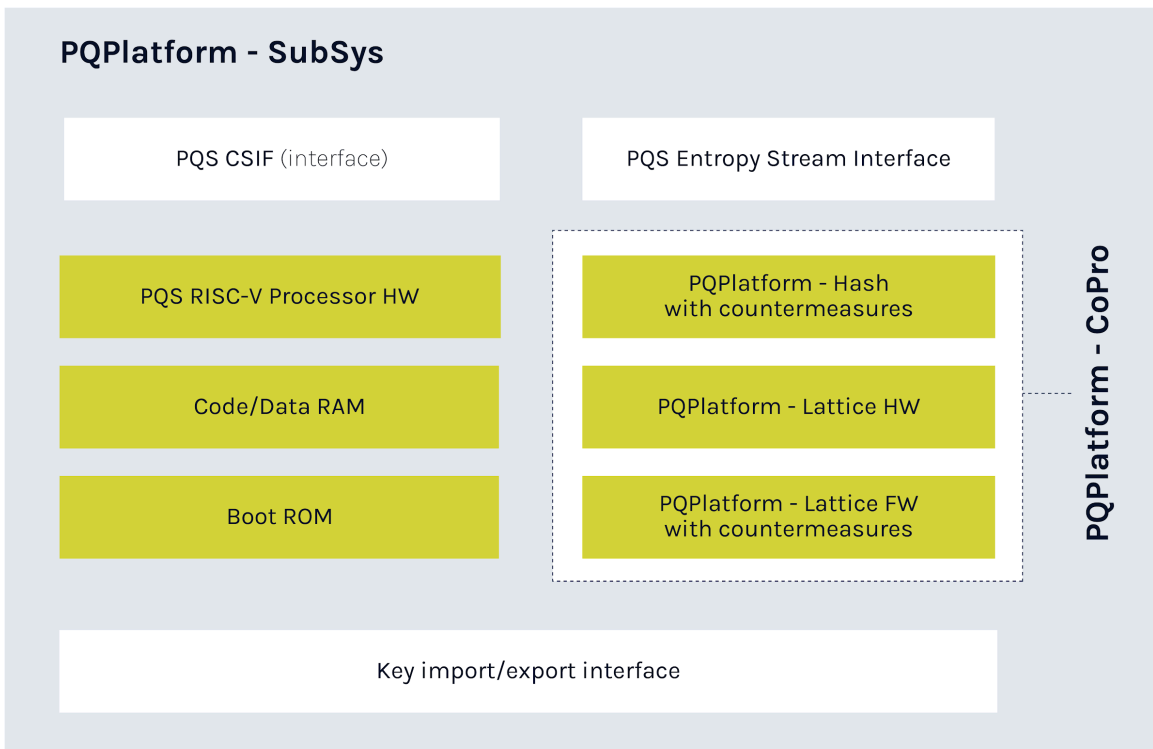 PQPlatform - SubSys
PQS CSIF (interface)
PQS Entropy Stream Interface
PQS RISC-V Processor HW
PQPlatform - Hash
with countermeasures
Code/Data RAM
PQPlatform - Lattice HW
Boot ROM
PQPlatform - Lattice FW
with countermeasures
PQPlatform - CoPro
Key import/export interface